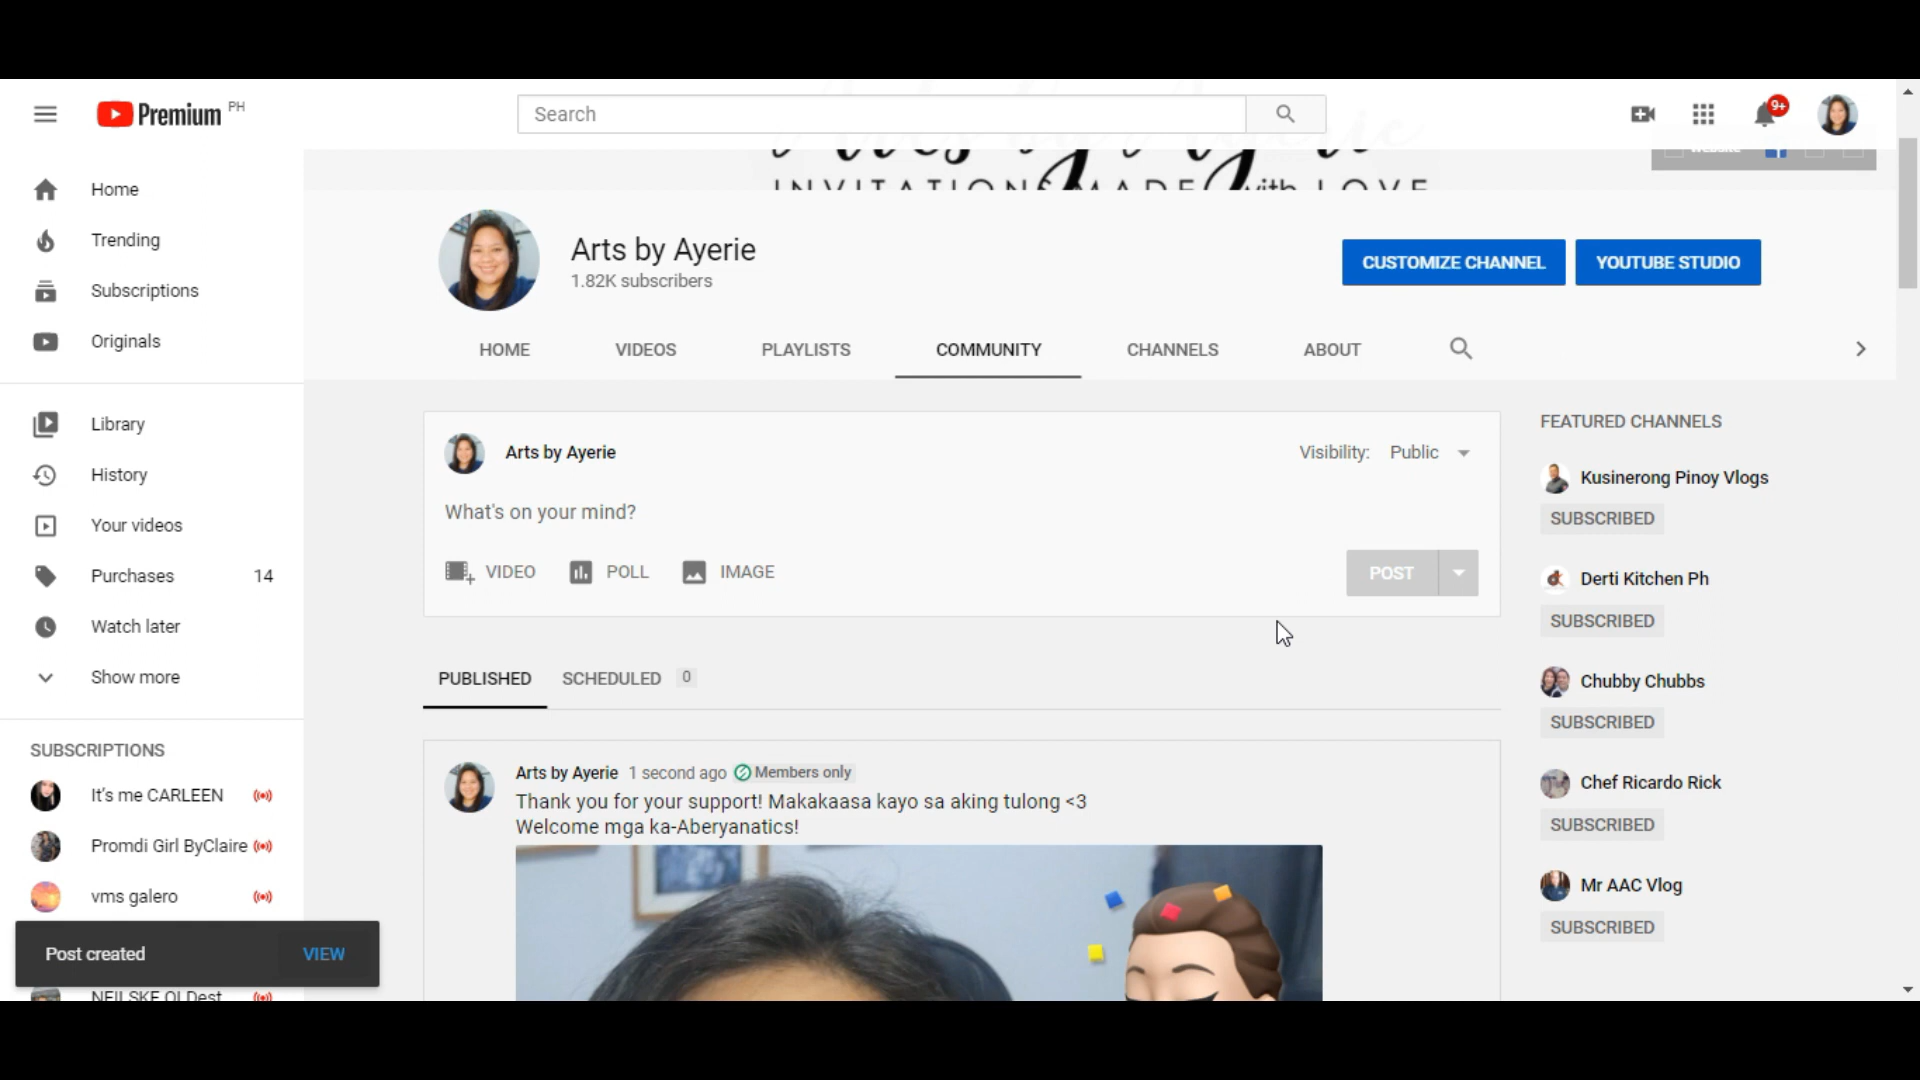 Premium PH
Search
9+
INVITATIONS MADE with LOVE
Home
Trending
Subscriptions
Originals
Library
History
Your videos
Purchases 14
Watch later
Show more
SUBSCRIPTIONS
It's me CARLEEN
Promdi Girl ByClaire
vms galero
Post created VIEW
Arts by Ayerie
1.82K subscribers
CUSTOMIZE CHANNEL YOUTUBE STUDIO
HOME VIDEOS PLAYLISTS COMMUNITY CHANNELS ABOUT
Arts by Ayerie Visibility: Public
What's on your mind?
VIDEO POLL IMAGE POST
PUBLISHED SCHEDULED 0
Arts by Ayerie 1 second ago Members only
Thank you for your support! Makakaasa kayo sa aking tulong <3
Welcome mga ka-Aberyanatics!
FEATURED CHANNELS
Kusinerong Pinoy Vlogs
SUBSCRIBED
Derti Kitchen Ph
SUBSCRIBED
Chubby Chubbs
SUBSCRIBED
Chef Ricardo Rick
SUBSCRIBED
Mr AAC Vlog
SUBSCRIBED